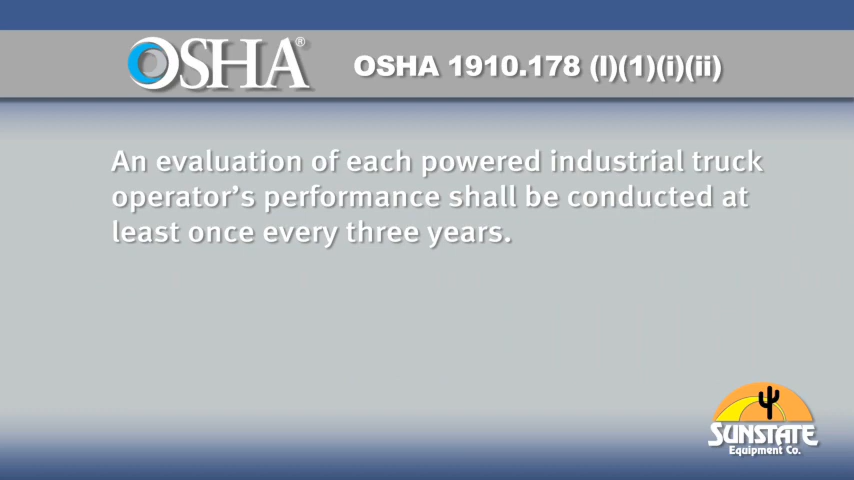 OSHA®
OSHA 1910.178 (l)(1)(i)(ii)
An evaluation of each powered industrial truck
operator's performance shall be conducted at
least once every three years.
SUNSTATE
Equipment Co.